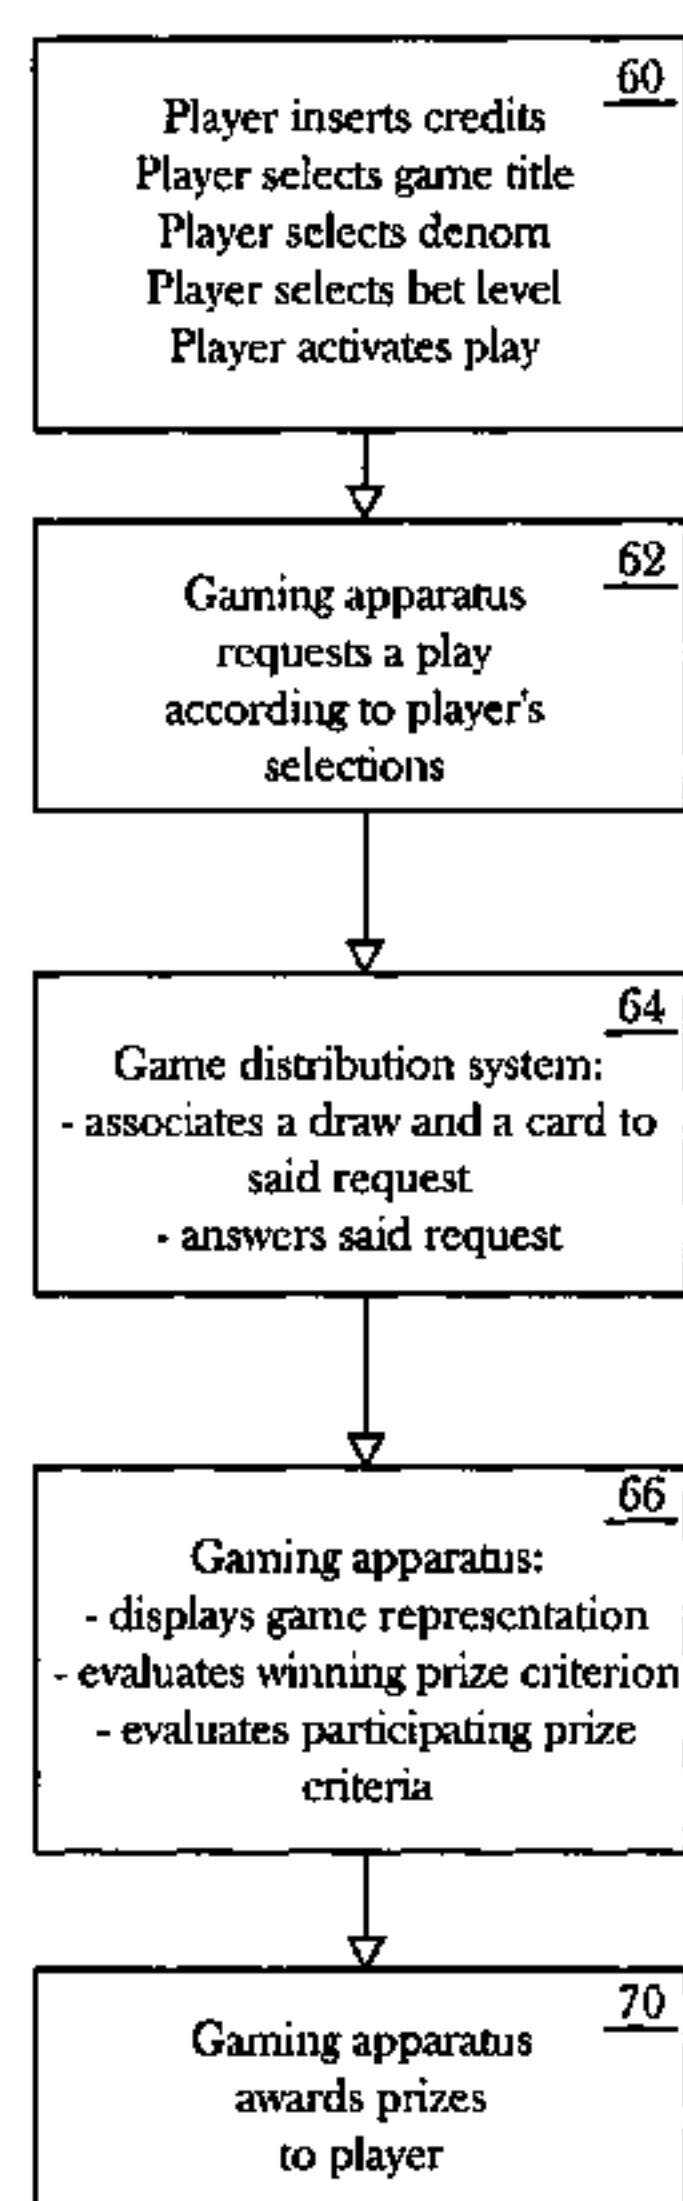 60
Player inserts credits
Player selects game title
Player selects denom
Player selects bet level
Player activates play
62
Gaming apparatus
requests a play
according to player's
selections
64
Game distribution system:
- associates a draw and a card to
said request
- answers said request
66
Gaming apparatus:
- displays game representation
- evaluates winning prize criterion
- evaluates participating prize
criteria
70
Gaming apparatus
awards prizes
to player